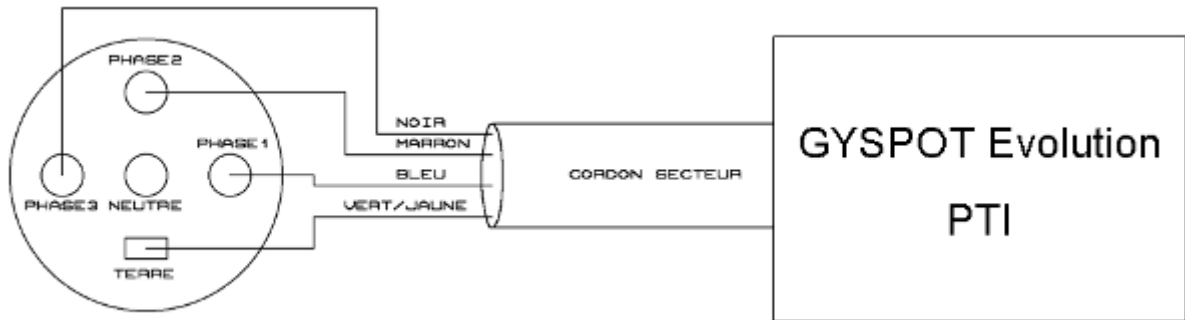 PHASE2
NOIR
MARRON
PHASE1
BLEU
CORDON SECTEUR
PHASE3 NEUTRE
VERT/JAUNE
TERRE
GYSPOT Evolution
PTI